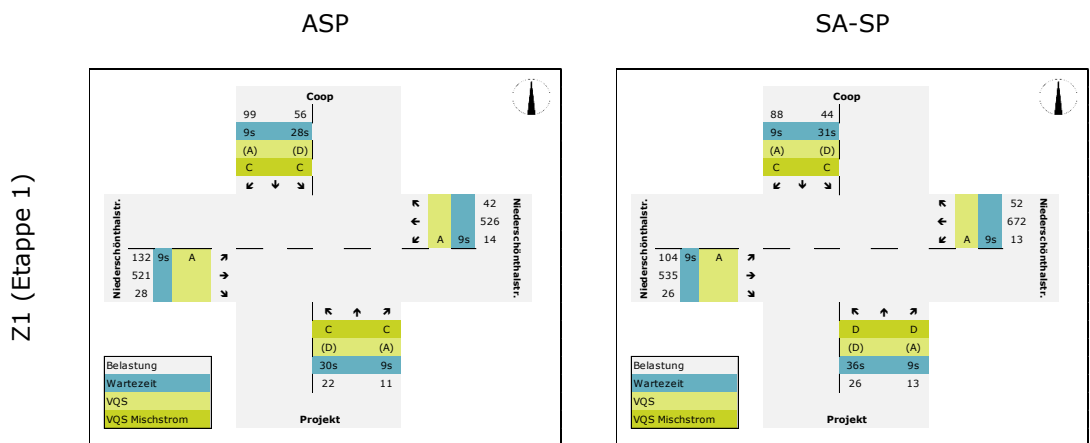 ASP
SA-SP
Z1 (Etappe 1)
Coop
99 56
9s 28s
(A) (D)
C C
↙ ↓ ↘
Niederschönthalstr.
↖ 42
← 526
↙ A 9s 14
Niederschönthalstr.
132 9s A ↗
521 →
28 ↘
↖ ↑ ↗
C C
(D) (A)
30s 9s
22 11
Projekt
Belastung
Wartezeit
VQS
VQS Mischstrom
Coop
88 44
9s 31s
(A) (D)
C C
↙ ↓ ↘
Niederschönthalstr.
↖ 52
← 672
↙ A 9s 13
Niederschönthalstr.
104 9s A ↗
535 →
26 ↘
↖ ↑ ↗
D D
(D) (A)
36s 9s
26 13
Projekt
Belastung
Wartezeit
VQS
VQS Mischstrom